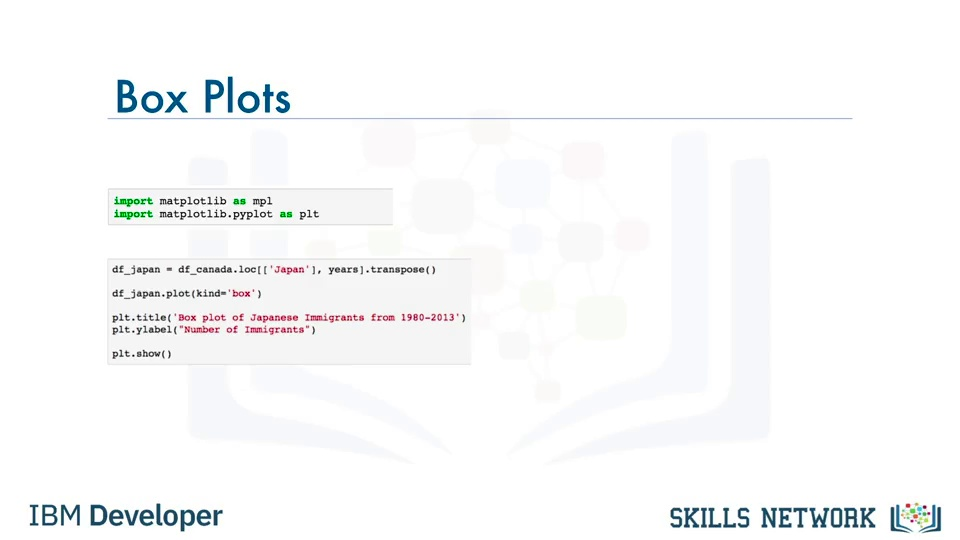 Box Plots
import matplotlib as mpl
import matplotlib.pyplot as plt
df_japan = df_canada.loc[['Japan'], years].transpose()
df_japan.plot(kind='box')
plt.title('Box plot of Japanese Immigrants from 1980-2013')
plt.ylabel("Number of Immigrants")
plt.show()
IBM Developer
SKILLS NETWORK